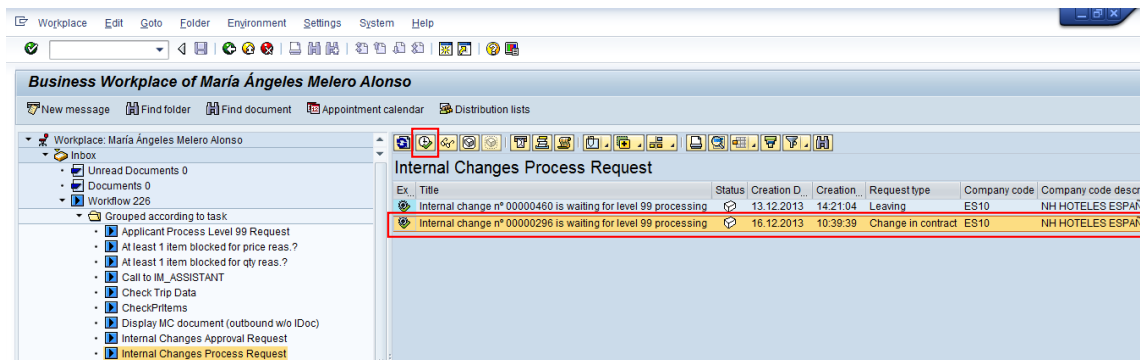 Workplace Edit Goto Folder Environment Settings System Help
Business Workplace of María Ángeles Melero Alonso
New message Find folder Find document Appointment calendar Distribution lists
Workplace: María Ángeles Melero Alonso
Inbox
Unread Documents 0
Documents 0
Workflow 226
Grouped according to task
Applicant Process Level 99 Request
At least 1 item blocked for price reas.?
At least 1 item blocked for qty reas.?
Call to IM_ASSISTANT
Check Trip Data
CheckPrItems
Display MC document (outbound w/o IDoc)
Internal Changes Approval Request
Internal Changes Process Request
Internal Changes Process Request
Ex... Title Status Creation D... Creation... Request type Company code Company code descr
Internal change nº 00000460 is waiting for level 99 processing 13.12.2013 14:21:04 Leaving ES10 NH HOTELES ESPAÑ
Internal change nº 00000296 is waiting for level 99 processing 16.12.2013 10:39:39 Change in contract ES10 NH HOTELES ESPAÑ